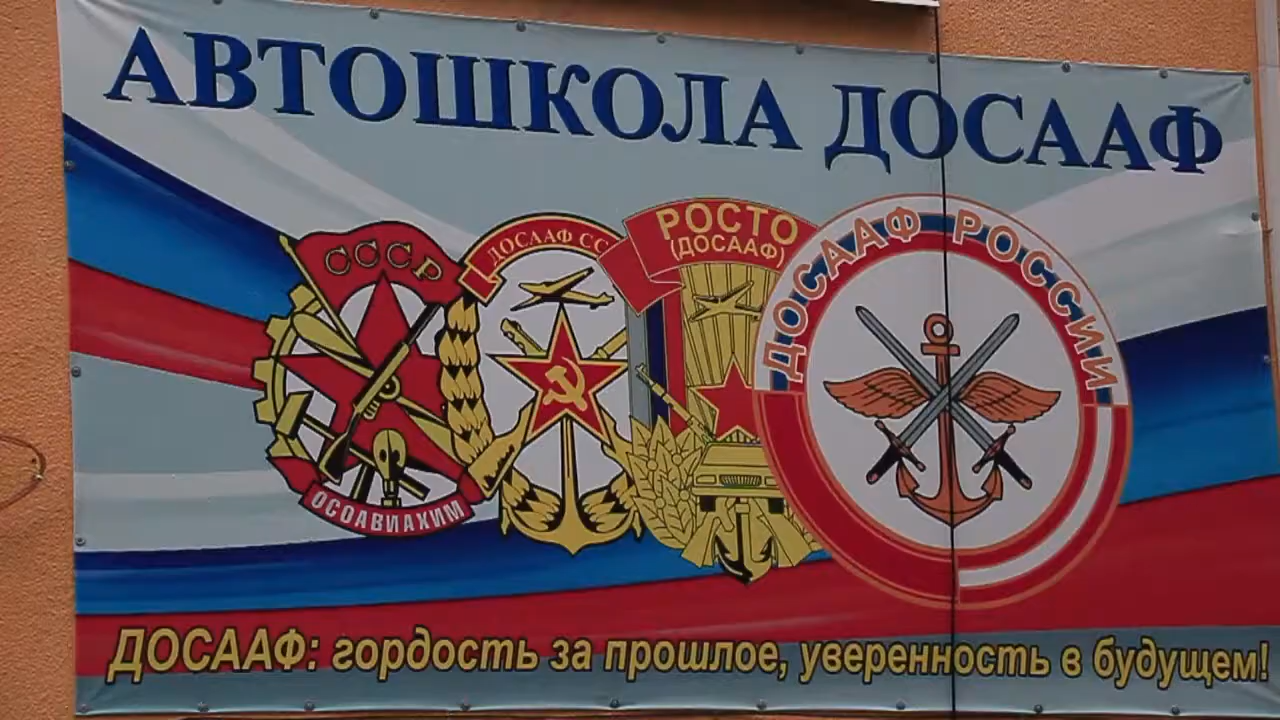 АВТОШКОЛА ДОСААФ
СССР
ОСОАВИАХИМ
ДОСААФ СС
РОСТО
(ДОСААФ)
ДОСААФ РОССИИ
ДОСААФ: гордость за прошлое, уверенность в будущем!